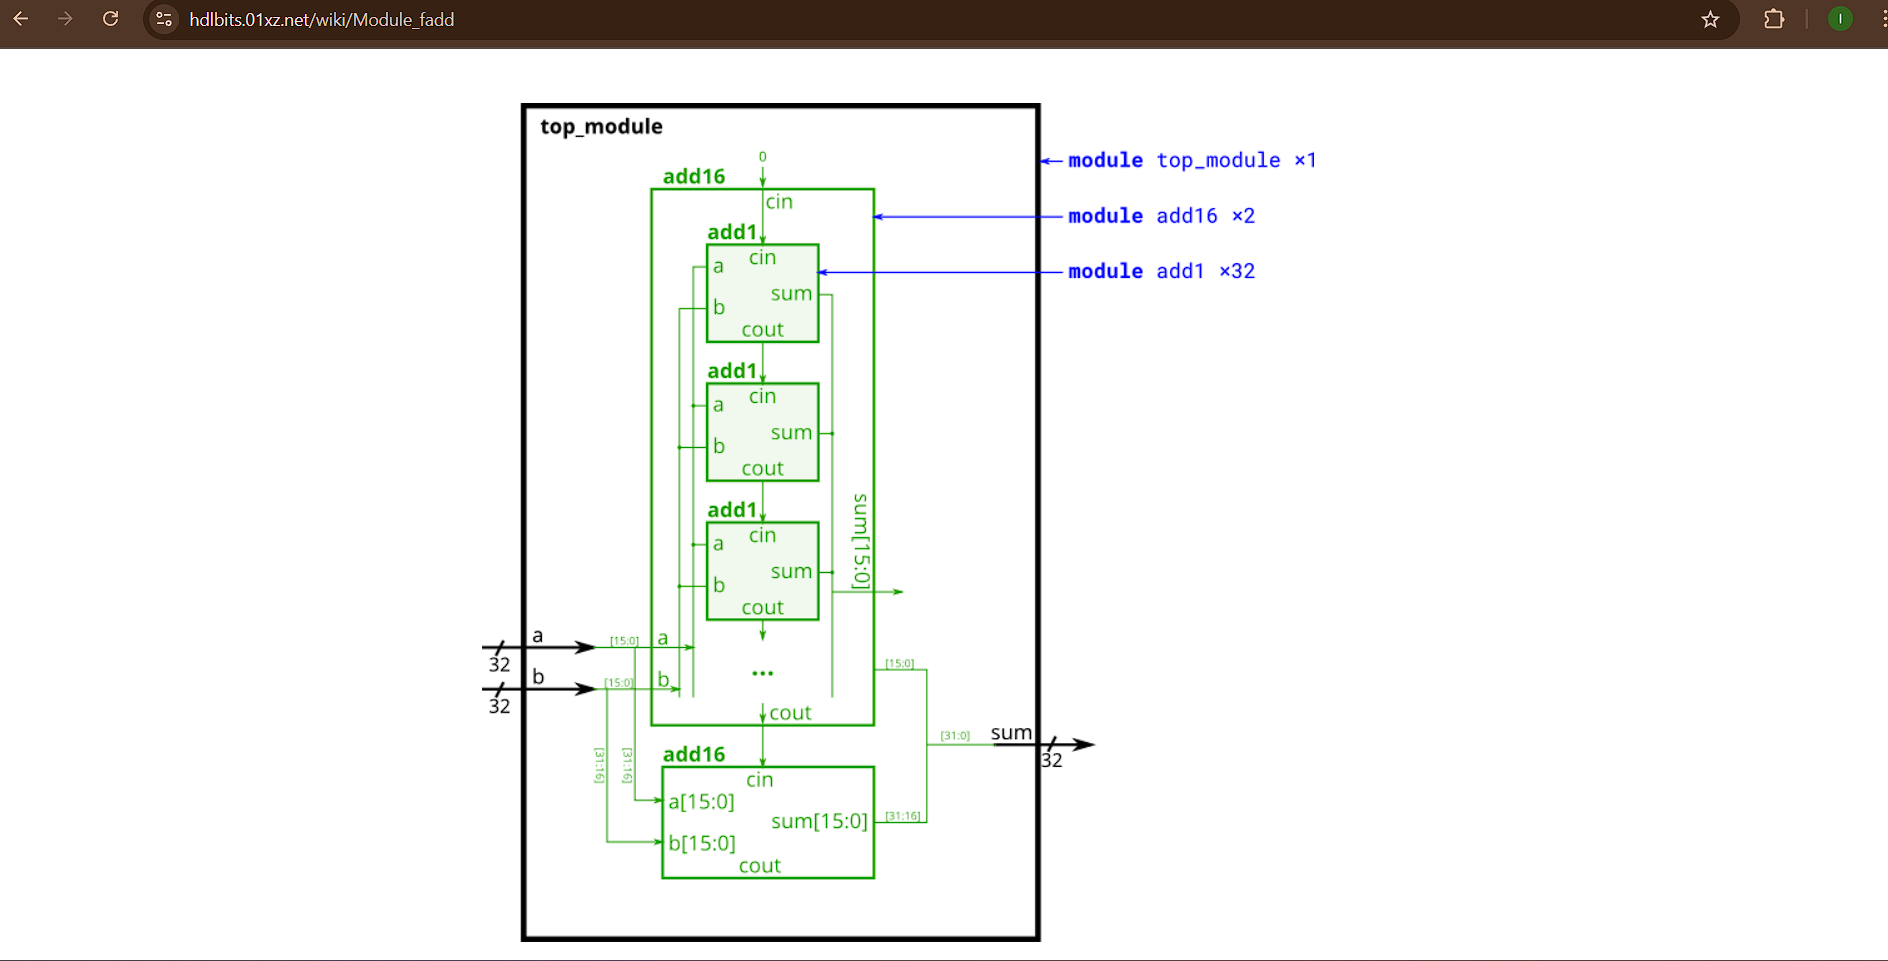 hdlbits.01xz.net/wiki/Module_fadd
I
top_module
0
module top_module ×1
add16
cin
module add16 ×2
add1
cin
module add1 ×32
a
sum
b
cout
add1
cin
a
sum
b
cout
sum[15:0]
add1
cin
a
sum
b
cout
a
[15:0]
a
32
b
[15:0]
b
32
...
[15:0]
cout
[31:0]
sum
32
[31:16]
[31:16]
add16
cin
a[15:0]
sum[15:0]
[31:16]
b[15:0]
cout